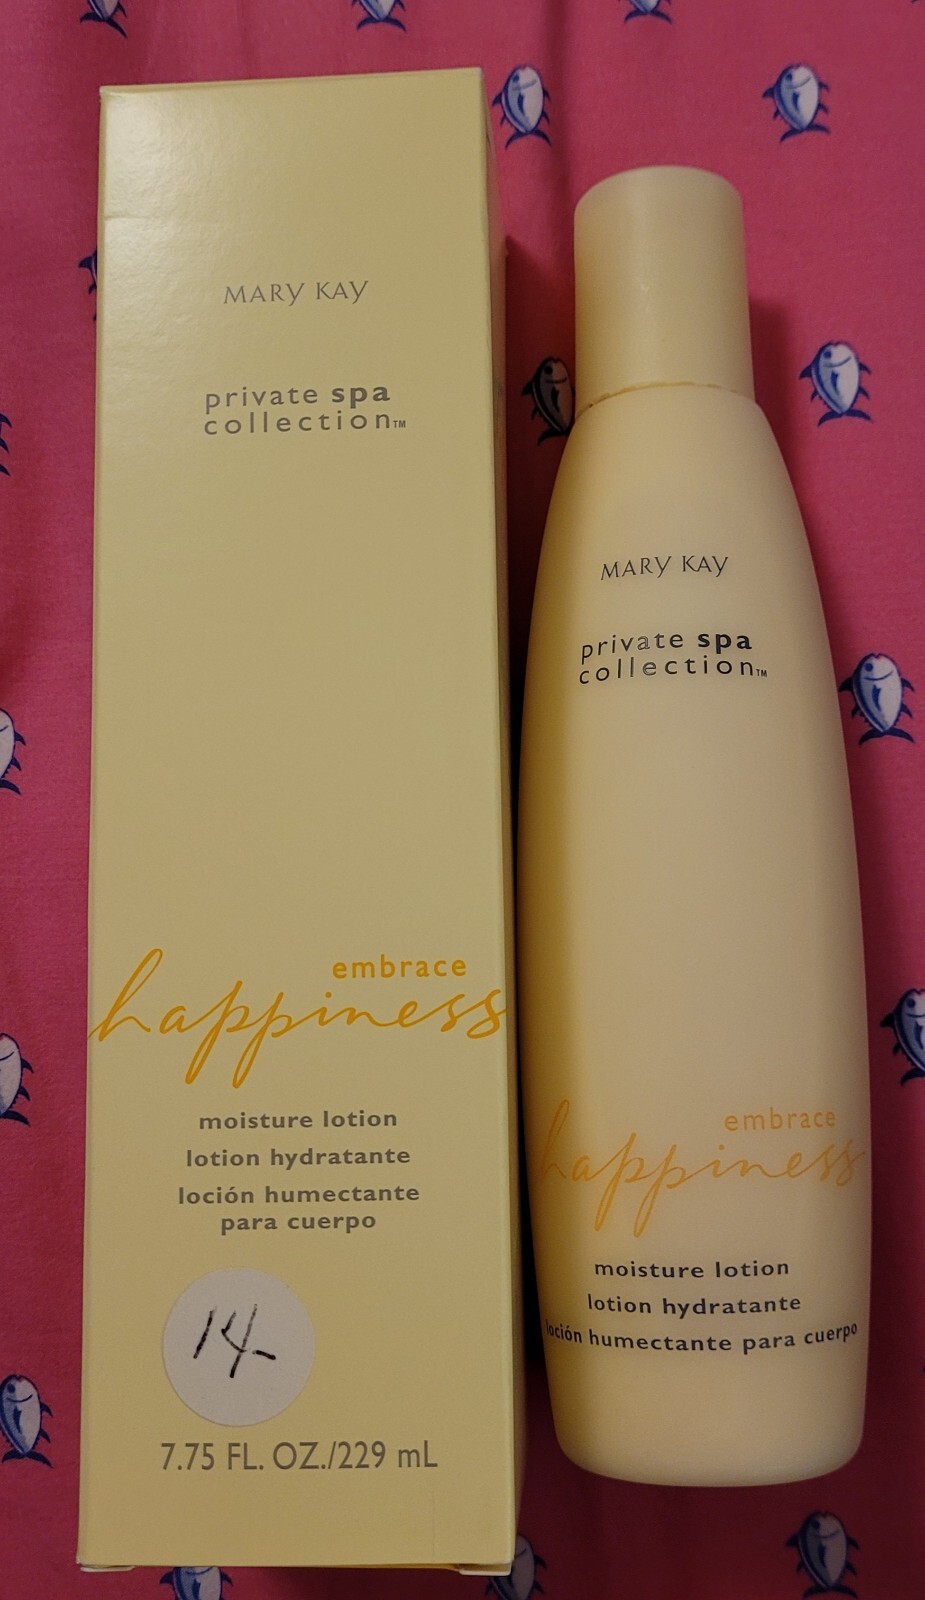 MARY KAY
private spa
collection™
embrace
happiness
moisture lotion
lotion hydratante
loción humectante
para cuerpo
14-
7.75 FL. OZ./229 mL
MARY KAY
private spa
collection™
embrace
happiness
moisture lotion
lotion hydratante
loción humectante para cuerpo